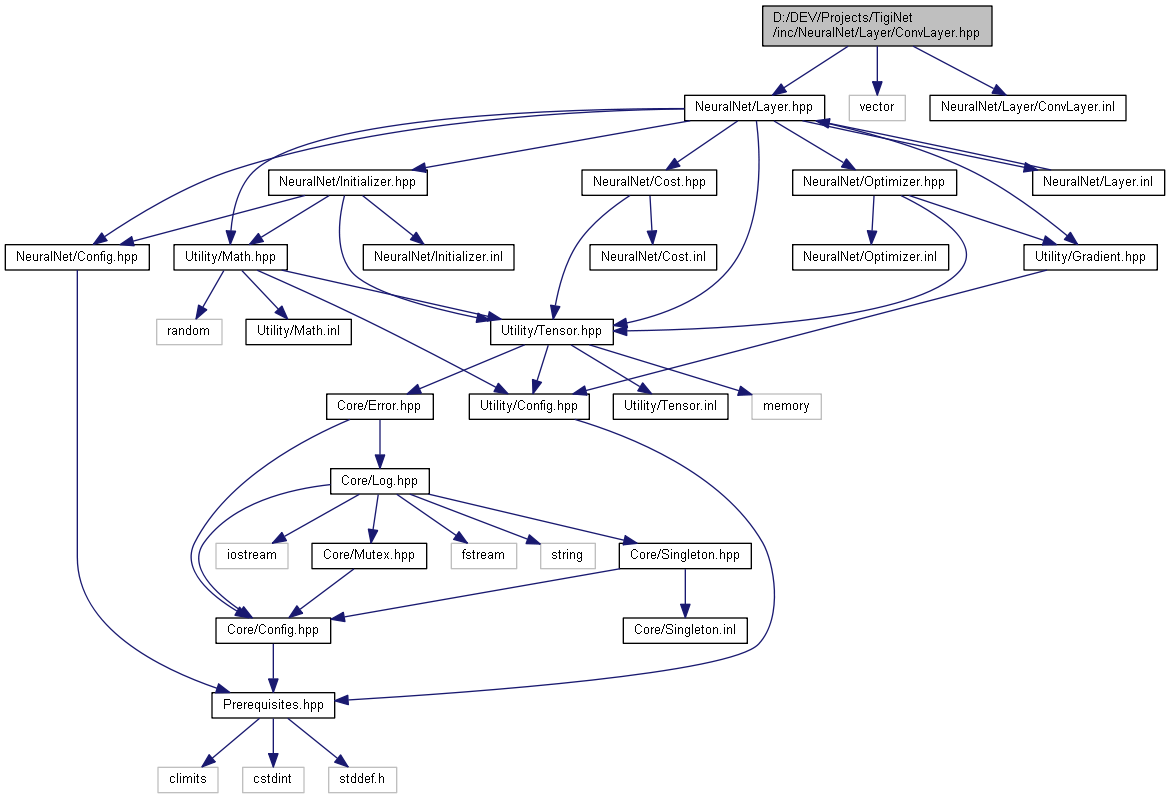 D:/DEV/Projects/TigiNet
/inc/NeuralNet/Layer/ConvLayer.hpp
NeuralNet/Layer.hpp
vector
NeuralNet/Layer/ConvLayer.inl
NeuralNet/Initializer.hpp
NeuralNet/Cost.hpp
NeuralNet/Optimizer.hpp
NeuralNet/Layer.inl
NeuralNet/Config.hpp
Utility/Math.hpp
NeuralNet/Initializer.inl
NeuralNet/Cost.inl
NeuralNet/Optimizer.inl
Utility/Gradient.hpp
random
Utility/Math.inl
Utility/Tensor.hpp
Core/Error.hpp
Utility/Config.hpp
Utility/Tensor.inl
memory
Core/Log.hpp
iostream
Core/Mutex.hpp
fstream
string
Core/Singleton.hpp
Core/Config.hpp
Core/Singleton.inl
Prerequisites.hpp
climits
cstdint
stddef.h